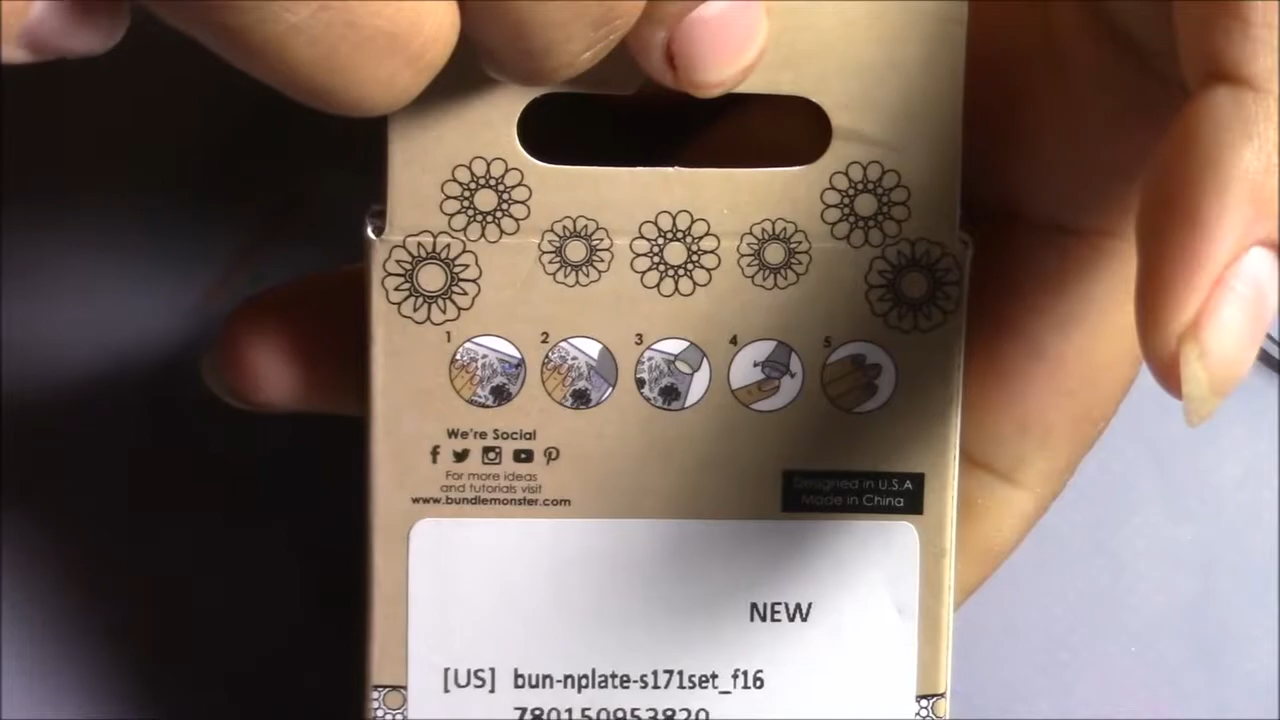 1 2 3 4 5
We're Social
For more ideas
and tutorials visit
www.bundlemonster.com
Designed in U.S.A
Made in China
NEW
[US] bun-nplate-s171set_f16
780150953820